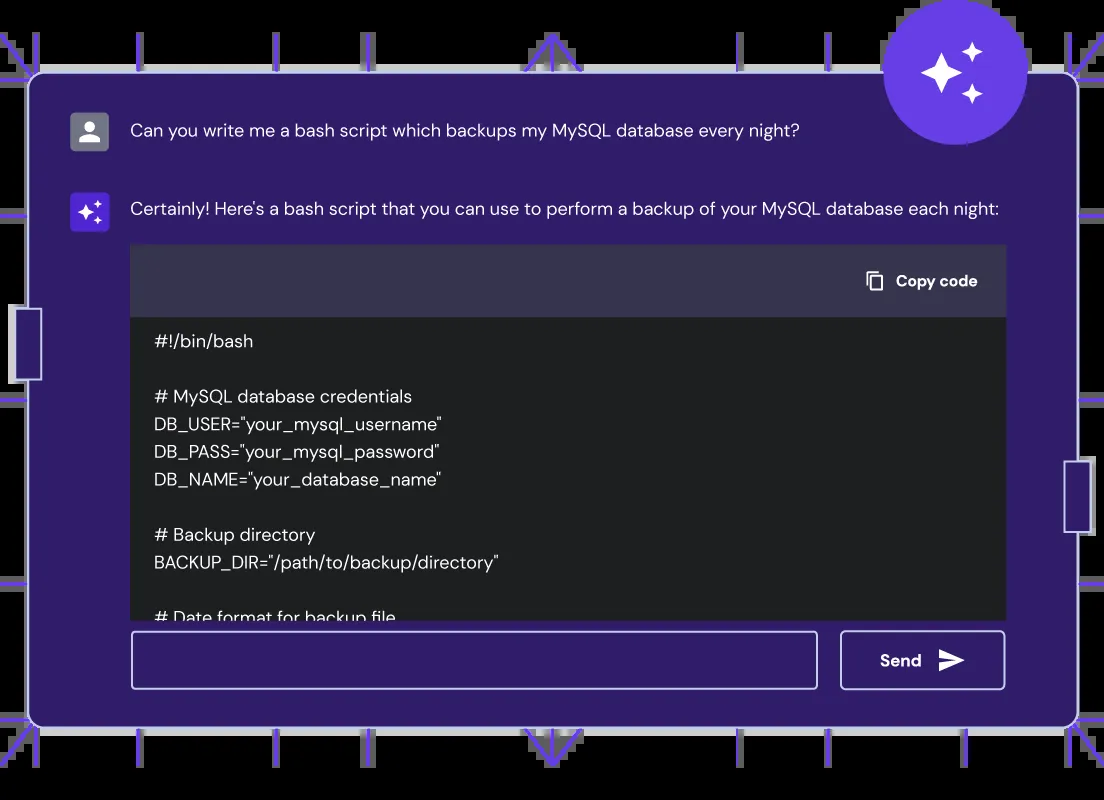 Can you write me a bash script which backups my MySQL database every night?
Certainly! Here's a bash script that you can use to perform a backup of your MySQL database each night:
Copy code
#!/bin/bash
# MySQL database credentials
DB_USER="your_mysql_username"
DB_PASS="your_mysql_password"
DB_NAME="your_database_name"
# Backup directory
BACKUP_DIR="/path/to/backup/directory"
# Date format for backup file
Send